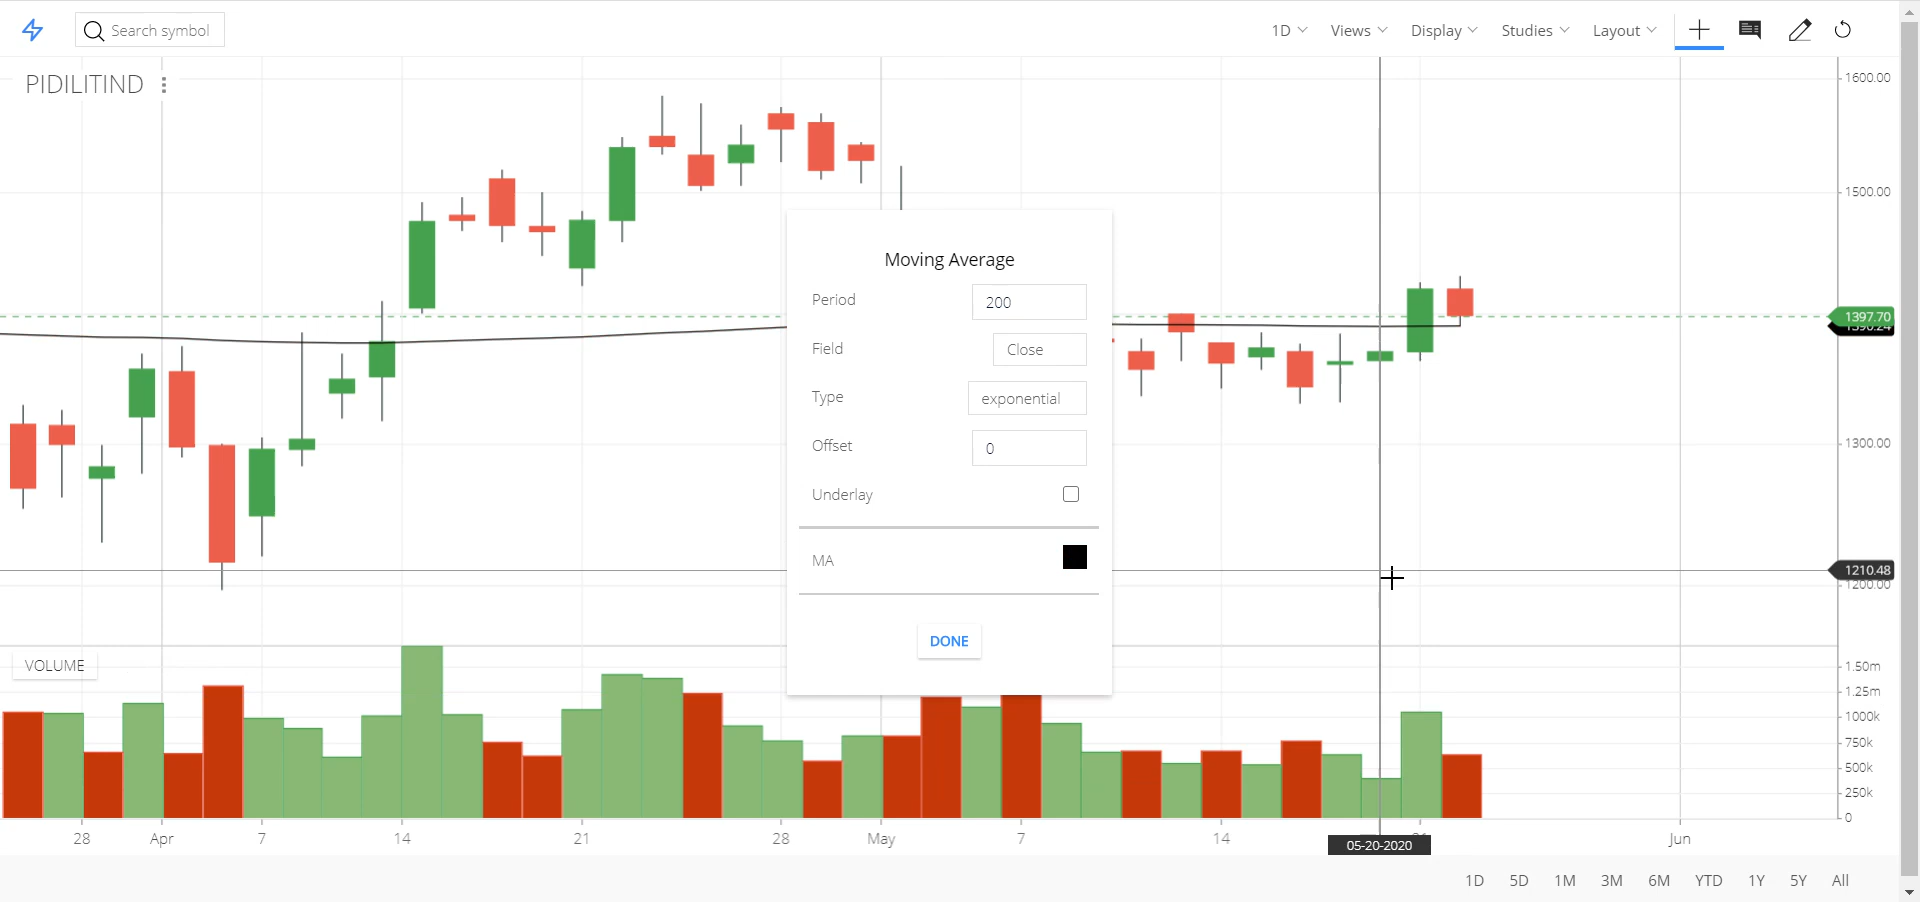 Search symbol 1D Views Display Studies Layout
PIDILITIND
1600.00
1500.00
1397.70
1390.24
1300.00
1210.48
1200.00
Moving Average
Period 200
Field Close
Type exponential
Offset 0
Underlay
MA
DONE
VOLUME
1.50m
1.25m
1000k
750k
500k
250k
0
28 Apr 7 14 21 28 May 7 14 Jun
05-20-2020
1D 5D 1M 3M 6M YTD 1Y 5Y All